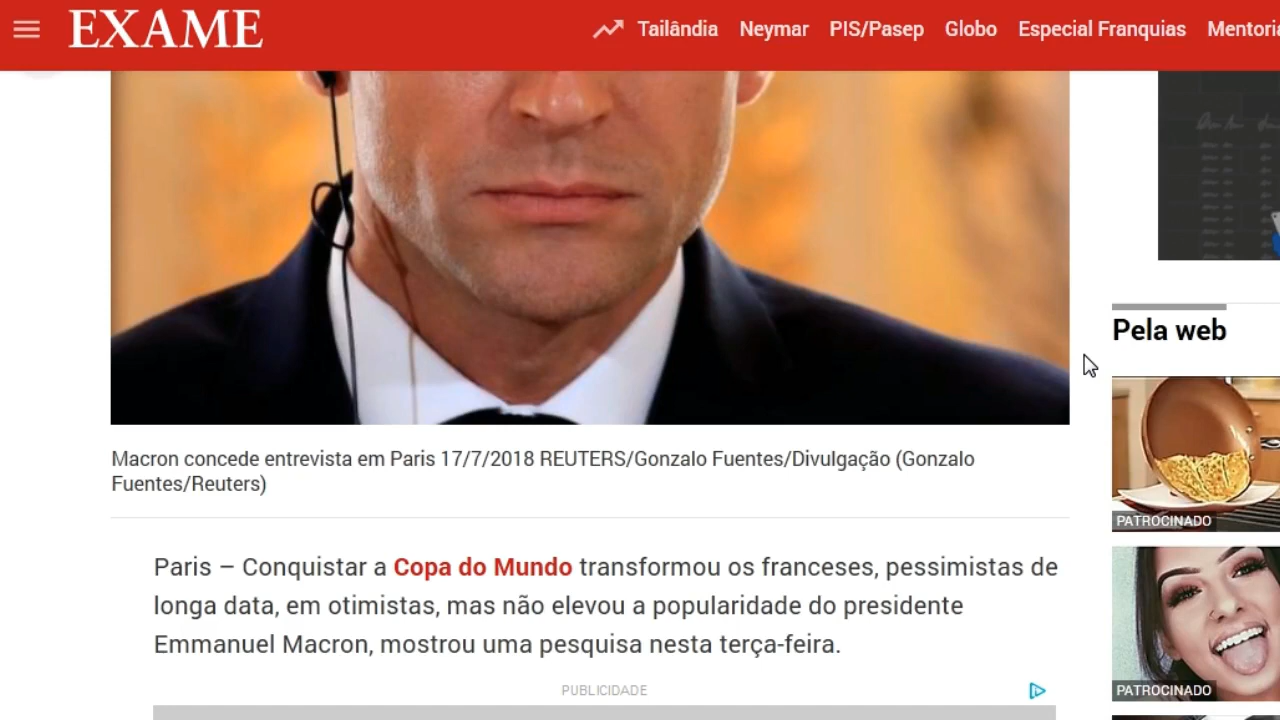 EXAME
Tailândia Neymar PIS/Pasep Globo Especial Franquias
Pela web
PATROCINADO
PATROCINADO
Macron concede entrevista em Paris 17/7/2018 REUTERS/Gonzalo Fuentes/Divulgação (Gonzalo
Fuentes/Reuters)
Paris – Conquistar a Copa do Mundo transformou os franceses, pessimistas de
longa data, em otimistas, mas não elevou a popularidade do presidente
Emmanuel Macron, mostrou uma pesquisa nesta terça-feira.
PUBLICIDADE